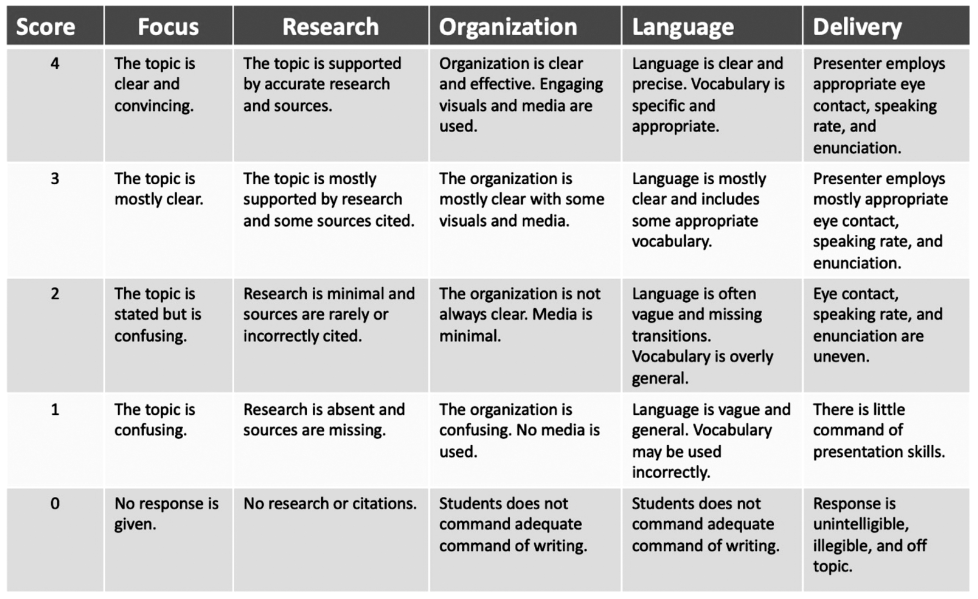 Score Focus Research Organization Language Delivery
4
The topic is
clear and
convincing.
The topic is supported
by accurate research
and sources.
Organization is clear
and effective. Engaging
visuals and media are
used.
Language is clear and
precise. Vocabulary is
specific and
appropriate.
Presenter employs
appropriate eye
contact, speaking
rate, and
enunciation.
3
The topic is
mostly clear.
The topic is mostly
supported by research
and some sources cited.
The organization is
mostly clear with some
visuals and media.
Language is mostly
clear and includes
some appropriate
vocabulary.
Presenter employs
mostly appropriate
eye contact,
speaking rate, and
enunciation.
2
The topic is
stated but is
confusing.
Research is minimal and
sources are rarely or
incorrectly cited.
The organization is not
always clear. Media is
minimal.
Language is often
vague and missing
transitions.
Vocabulary is overly
general.
Eye contact,
speaking rate, and
enunciation are
uneven.
1
The topic is
confusing.
Research is absent and
sources are missing.
The organization is
confusing. No media is
used.
Language is vague and
general. Vocabulary
may be used
incorrectly.
There is little
command of
presentation skills.
0
No response is
given.
No research or citations.
Students does not
command adequate
command of writing.
Students does not
command adequate
command of writing.
Response is
unintelligible,
illegible, and off
topic.